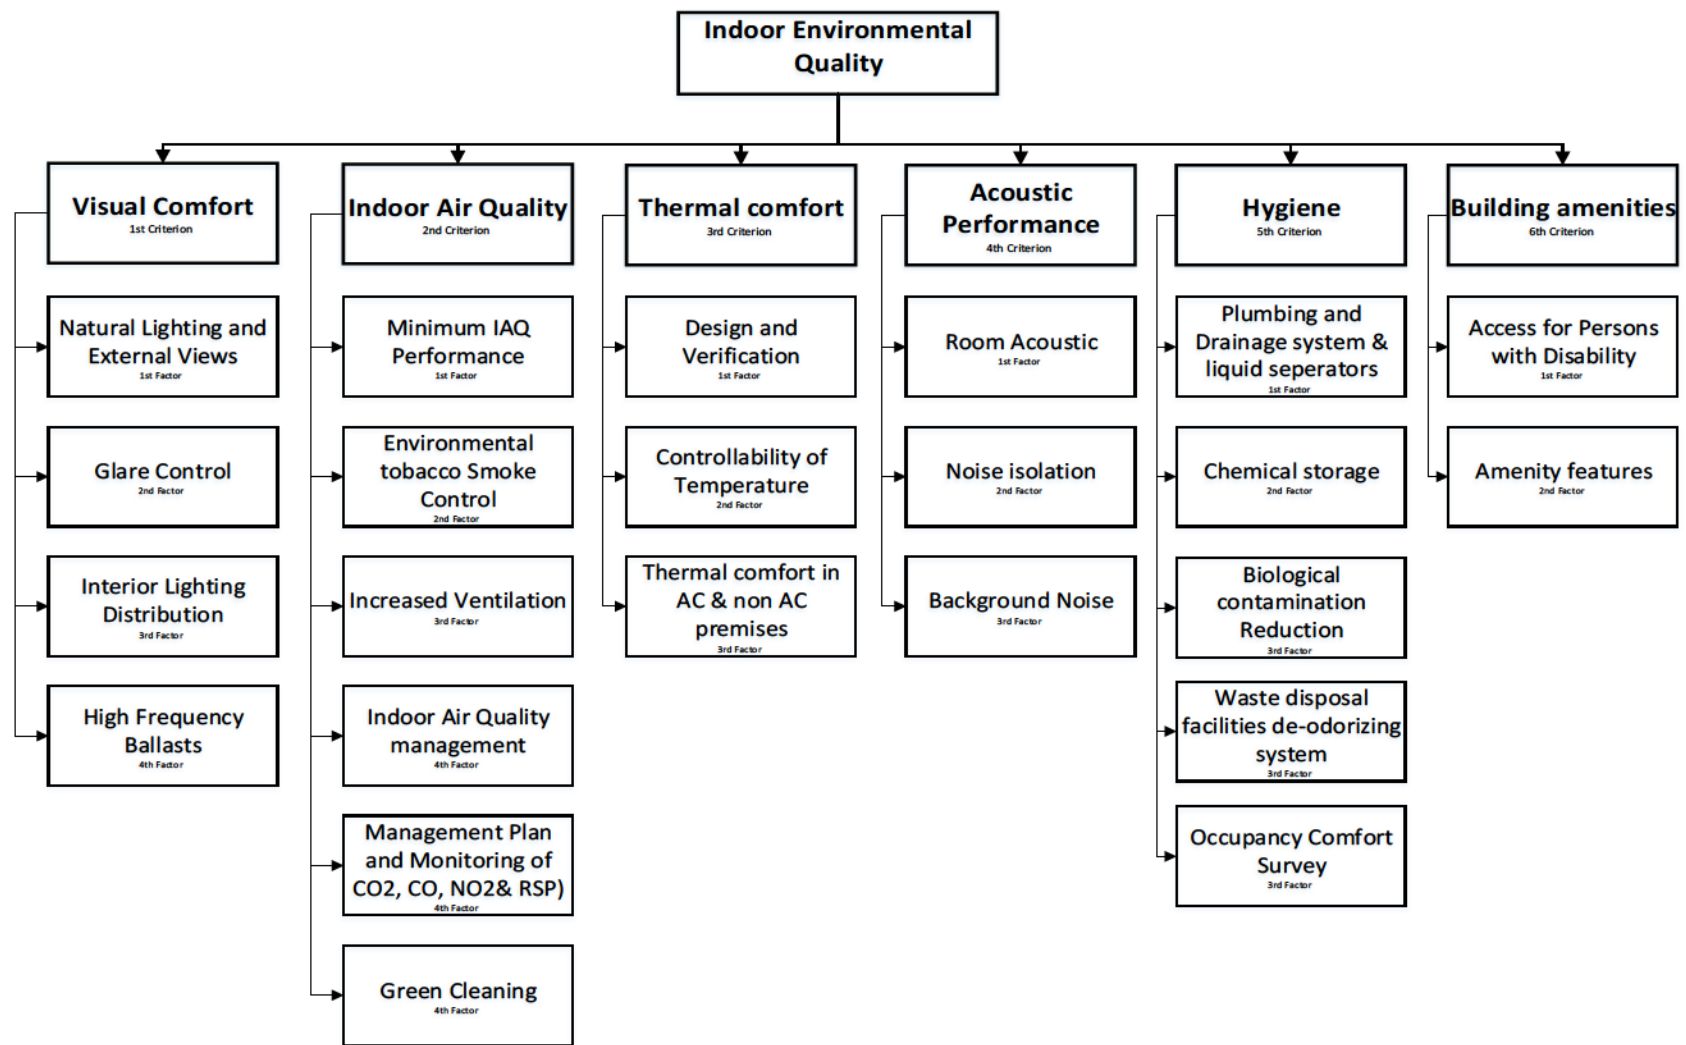 Indoor Environmental
Quality
Visual Comfort
1st Criterion
Natural Lighting and
External Views
1st Factor
Glare Control
2nd Factor
Interior Lighting
Distribution
3rd Factor
High Frequency
Ballasts
4th Factor
Indoor Air Quality
2nd Criterion
Minimum IAQ
Performance
1st Factor
Environmental
tobacco Smoke
Control
2nd Factor
Increased Ventilation
3rd Factor
Indoor Air Quality
management
4th Factor
Management Plan
and Monitoring of
CO2, CO, NO2& RSP)
4th Factor
Green Cleaning
4th Factor
Thermal comfort
3rd Criterion
Design and
Verification
1st Factor
Controllability of
Temperature
2nd Factor
Thermal comfort in
AC & non AC
premises
3rd Factor
Acoustic
Performance
4th Criterion
Room Acoustic
1st Factor
Noise isolation
2nd Factor
Background Noise
3rd Factor
Hygiene
5th Criterion
Plumbing and
Drainage system &
liquid seperators
1st Factor
Chemical storage
2nd Factor
Biological
contamination
Reduction
3rd Factor
Waste disposal
facilities de-odorizing
system
3rd Factor
Occupancy Comfort
Survey
3rd Factor
Building amenities
6th Criterion
Access for Persons
with Disability
1st Factor
Amenity features
2nd Factor